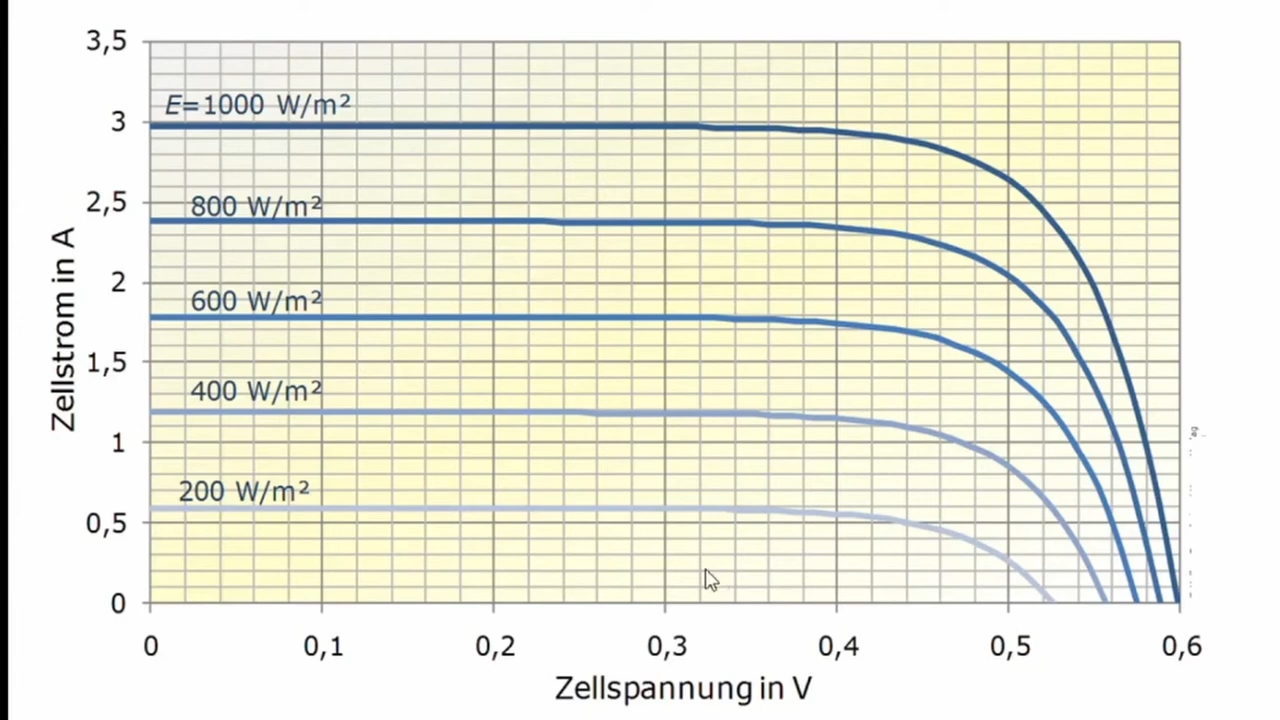 3,5
E=1000 W/m²
3
2,5
800 W/m²
2
600 W/m²
1,5
400 W/m²
1
200 W/m²
0,5
0
Zellstrom in A
0 0,1 0,2 0,3 0,4 0,5 0,6
Zellspannung in V